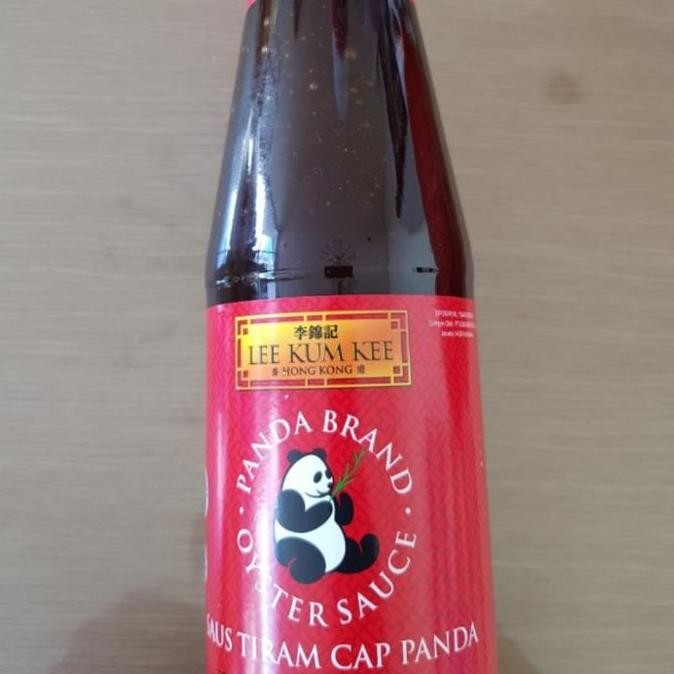 李錦記
LEE KUM KEE
香 HONG KONG 港
PANDA BRAND
OYSTER SAUCE
SAUS TIRAM CAP PANDA